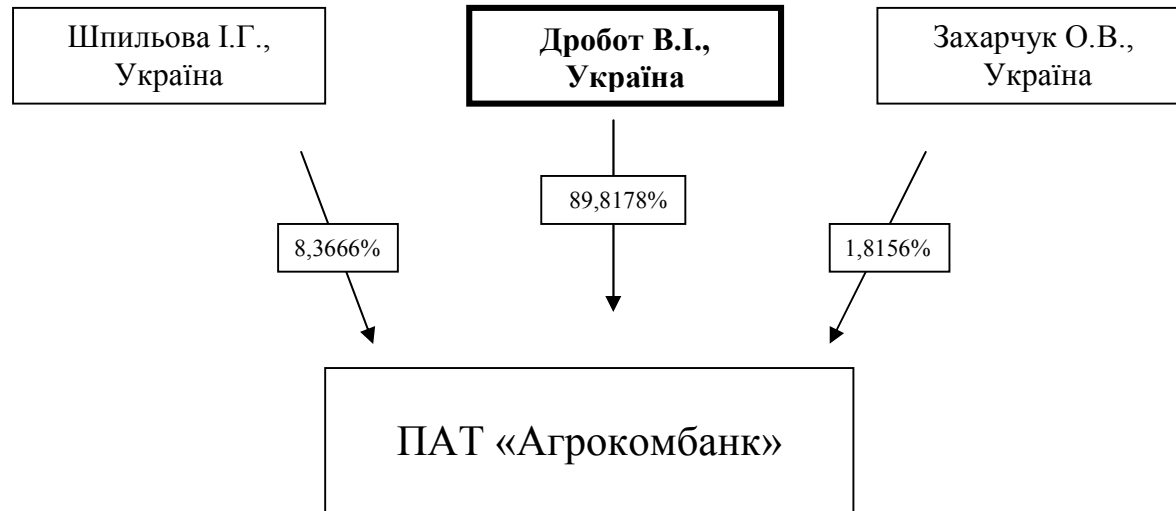 Шпильова І.Г.,
Україна
Дробот В.І.,
Україна
Захарчук О.В.,
Україна
8,3666%
89,8178%
1,8156%
ПАТ «Агрокомбанк»